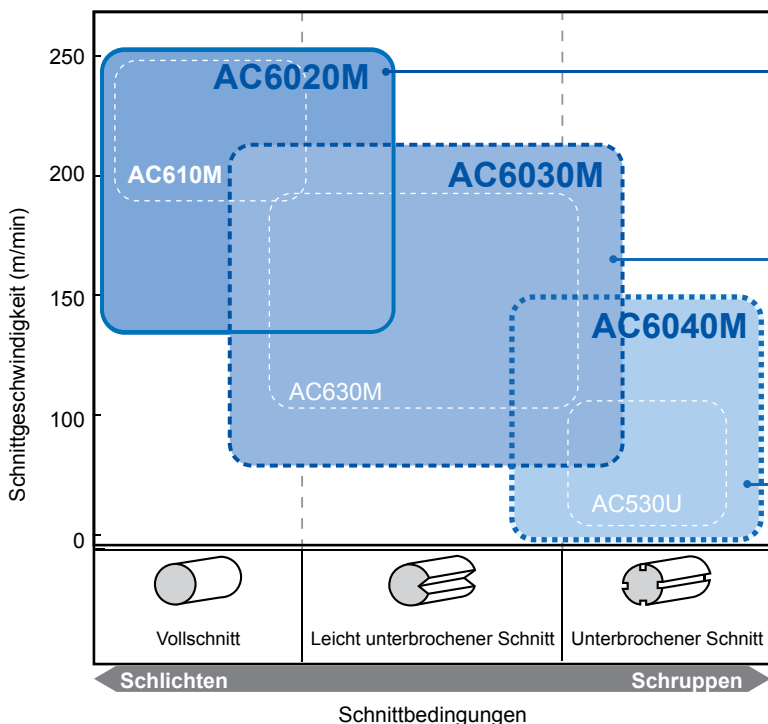 Schnittgeschwindigkeit (m/min)
250
200
150
100
0
AC6020M
AC610M
AC6030M
AC630M
AC6040M
AC530U
Vollschnitt
Leicht unterbrochener Schnitt
Unterbrochener Schnitt
Schlichten
Schruppen
Schnittbedingungen